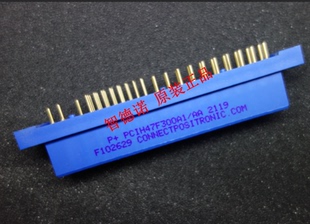 智德诺 原装正品
P+ PCIH47F300A1/AA 2119
F102629 CONNECTPOSITRONIC.COM